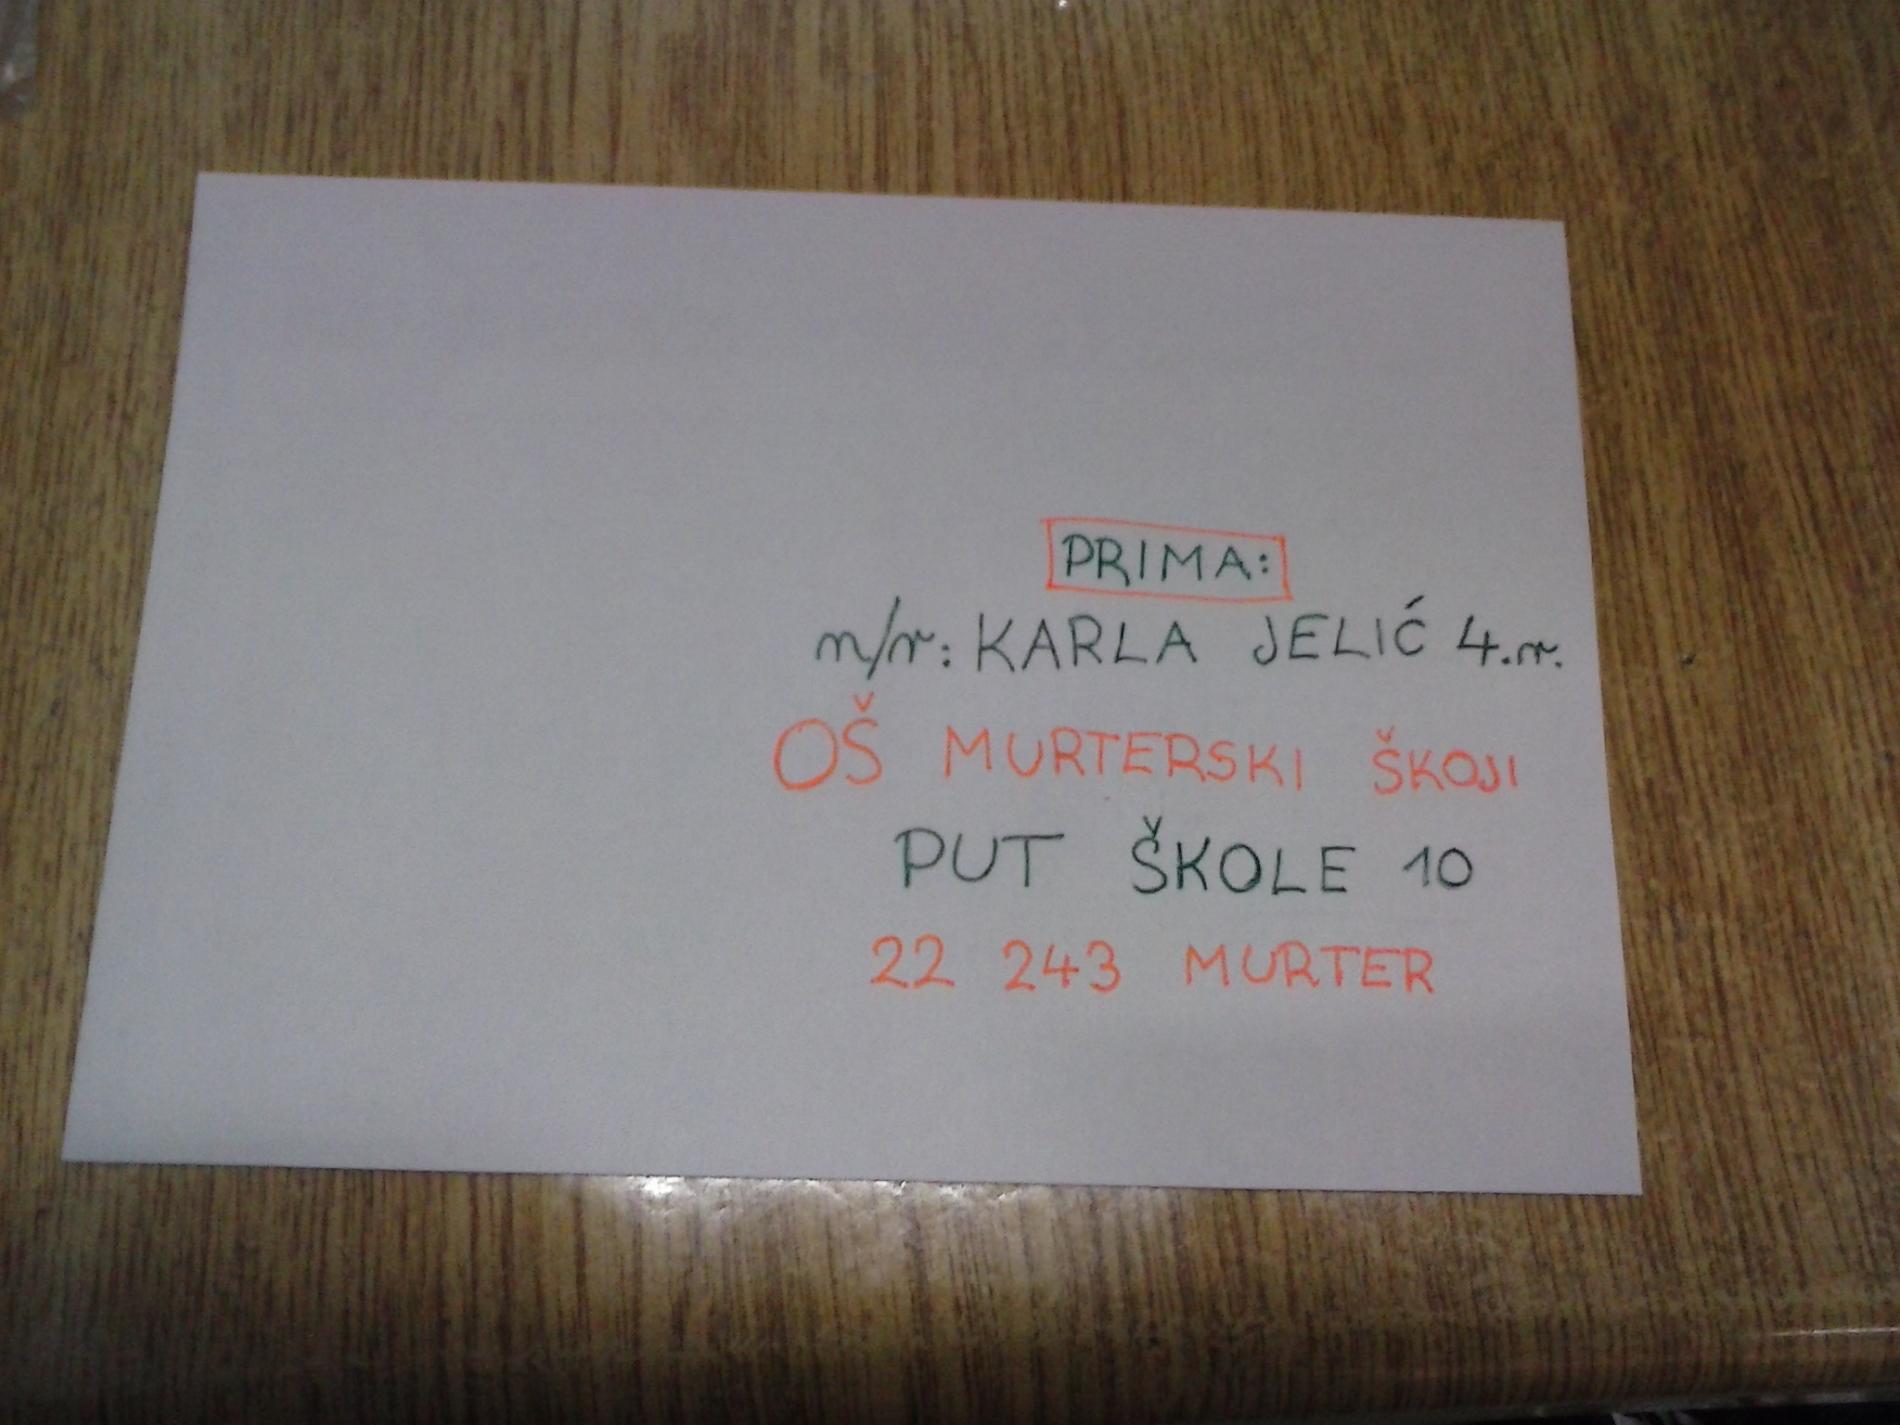 PRIMA:
n/r: KARLA JELIĆ 4.r.
OŠ MURTERSKI ŠKOJI
PUT ŠKOLE 10
22 243 MURTER